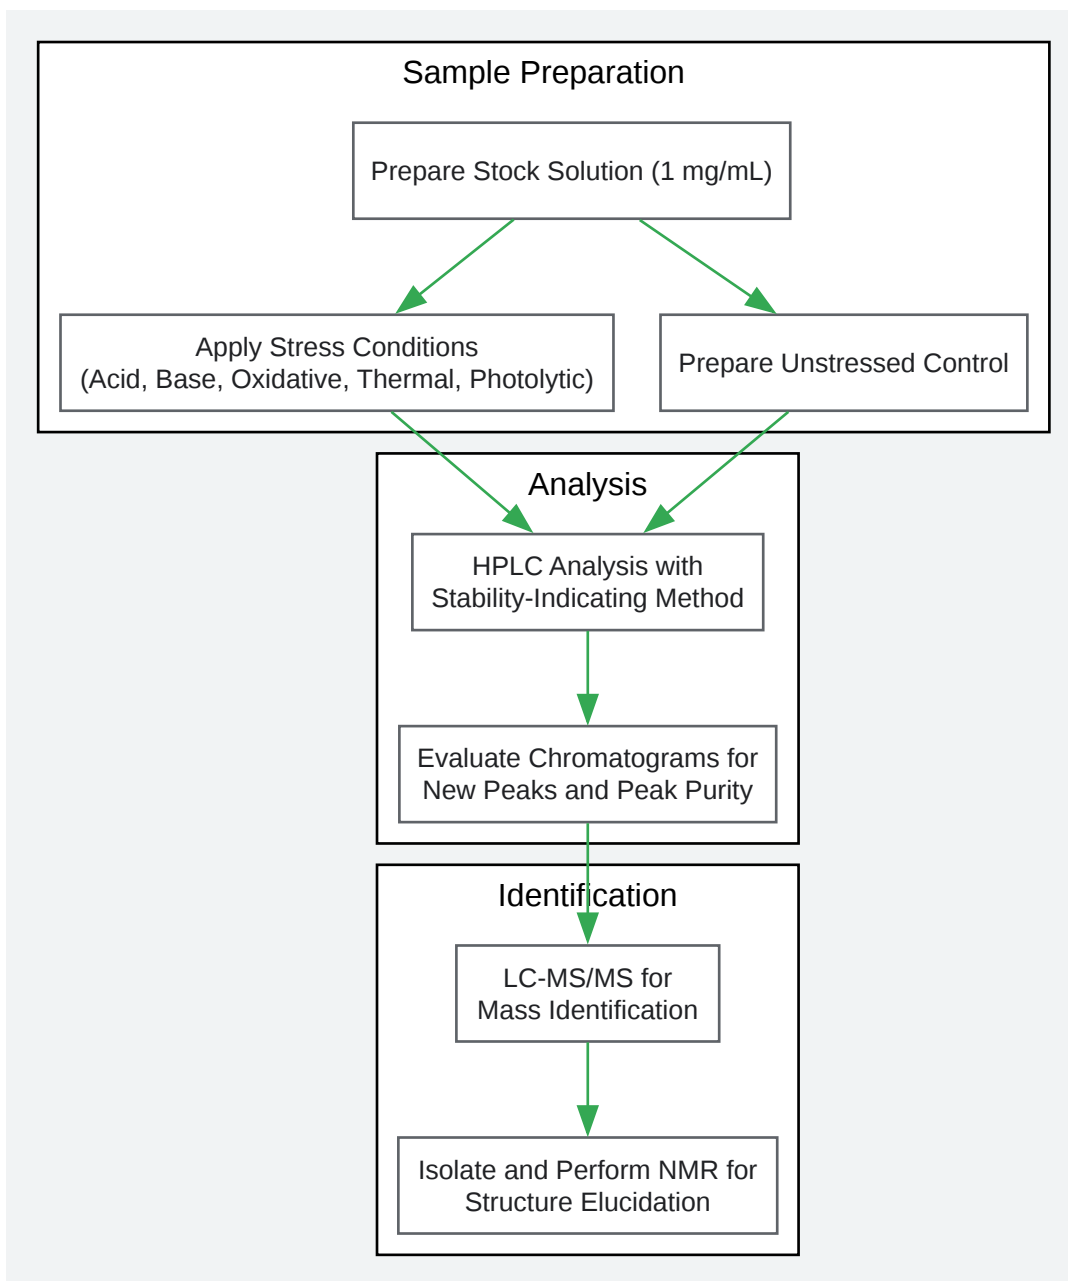 Sample Preparation
Prepare Stock Solution (1 mg/mL)
Apply Stress Conditions
(Acid, Base, Oxidative, Thermal, Photolytic)
Prepare Unstressed Control
Analysis
HPLC Analysis with
Stability-Indicating Method
Evaluate Chromatograms for
New Peaks and Peak Purity
Identification
LC-MS/MS for
Mass Identification
Isolate and Perform NMR for
Structure Elucidation